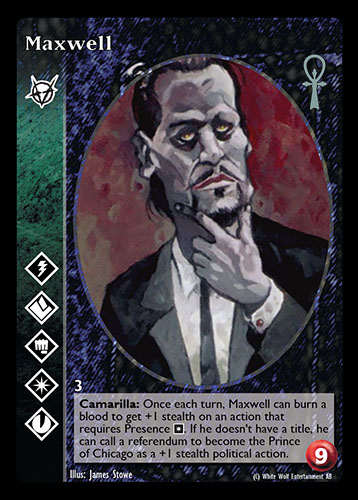 Maxwell
3
Camarilla: Once each turn, Maxwell can burn a
blood to get +1 stealth on an action that
requires Presence. If he doesn't have a title, he
can call a referendum to become the Prince
of Chicago as a +1 stealth political action.
9
Illus: James Stowe
(C) White Wolf Entertainment AB